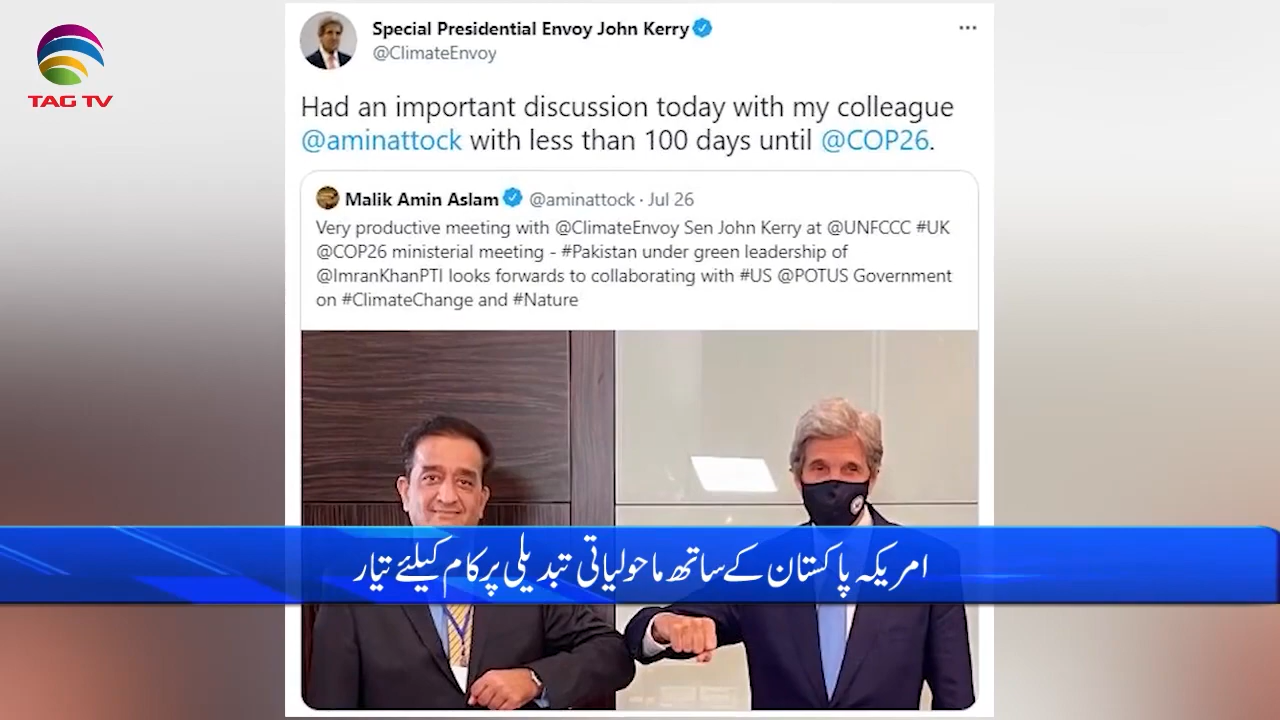 TAG TV
Special Presidential Envoy John Kerry
@ClimateEnvoy
Had an important discussion today with my colleague
@aminattock with less than 100 days until @COP26.
Malik Amin Aslam @aminattock · Jul 26
Very productive meeting with @ClimateEnvoy Sen John Kerry at @UNFCCC #UK
@COP26 ministerial meeting - #Pakistan under green leadership of
@ImranKhanPTI looks forwards to collaborating with #US @POTUS Government
on #ClimateChange and #Nature
امریکہ پاکستان کے ساتھ ماحولیاتی تبدیلی پر کام کیلئے تیار